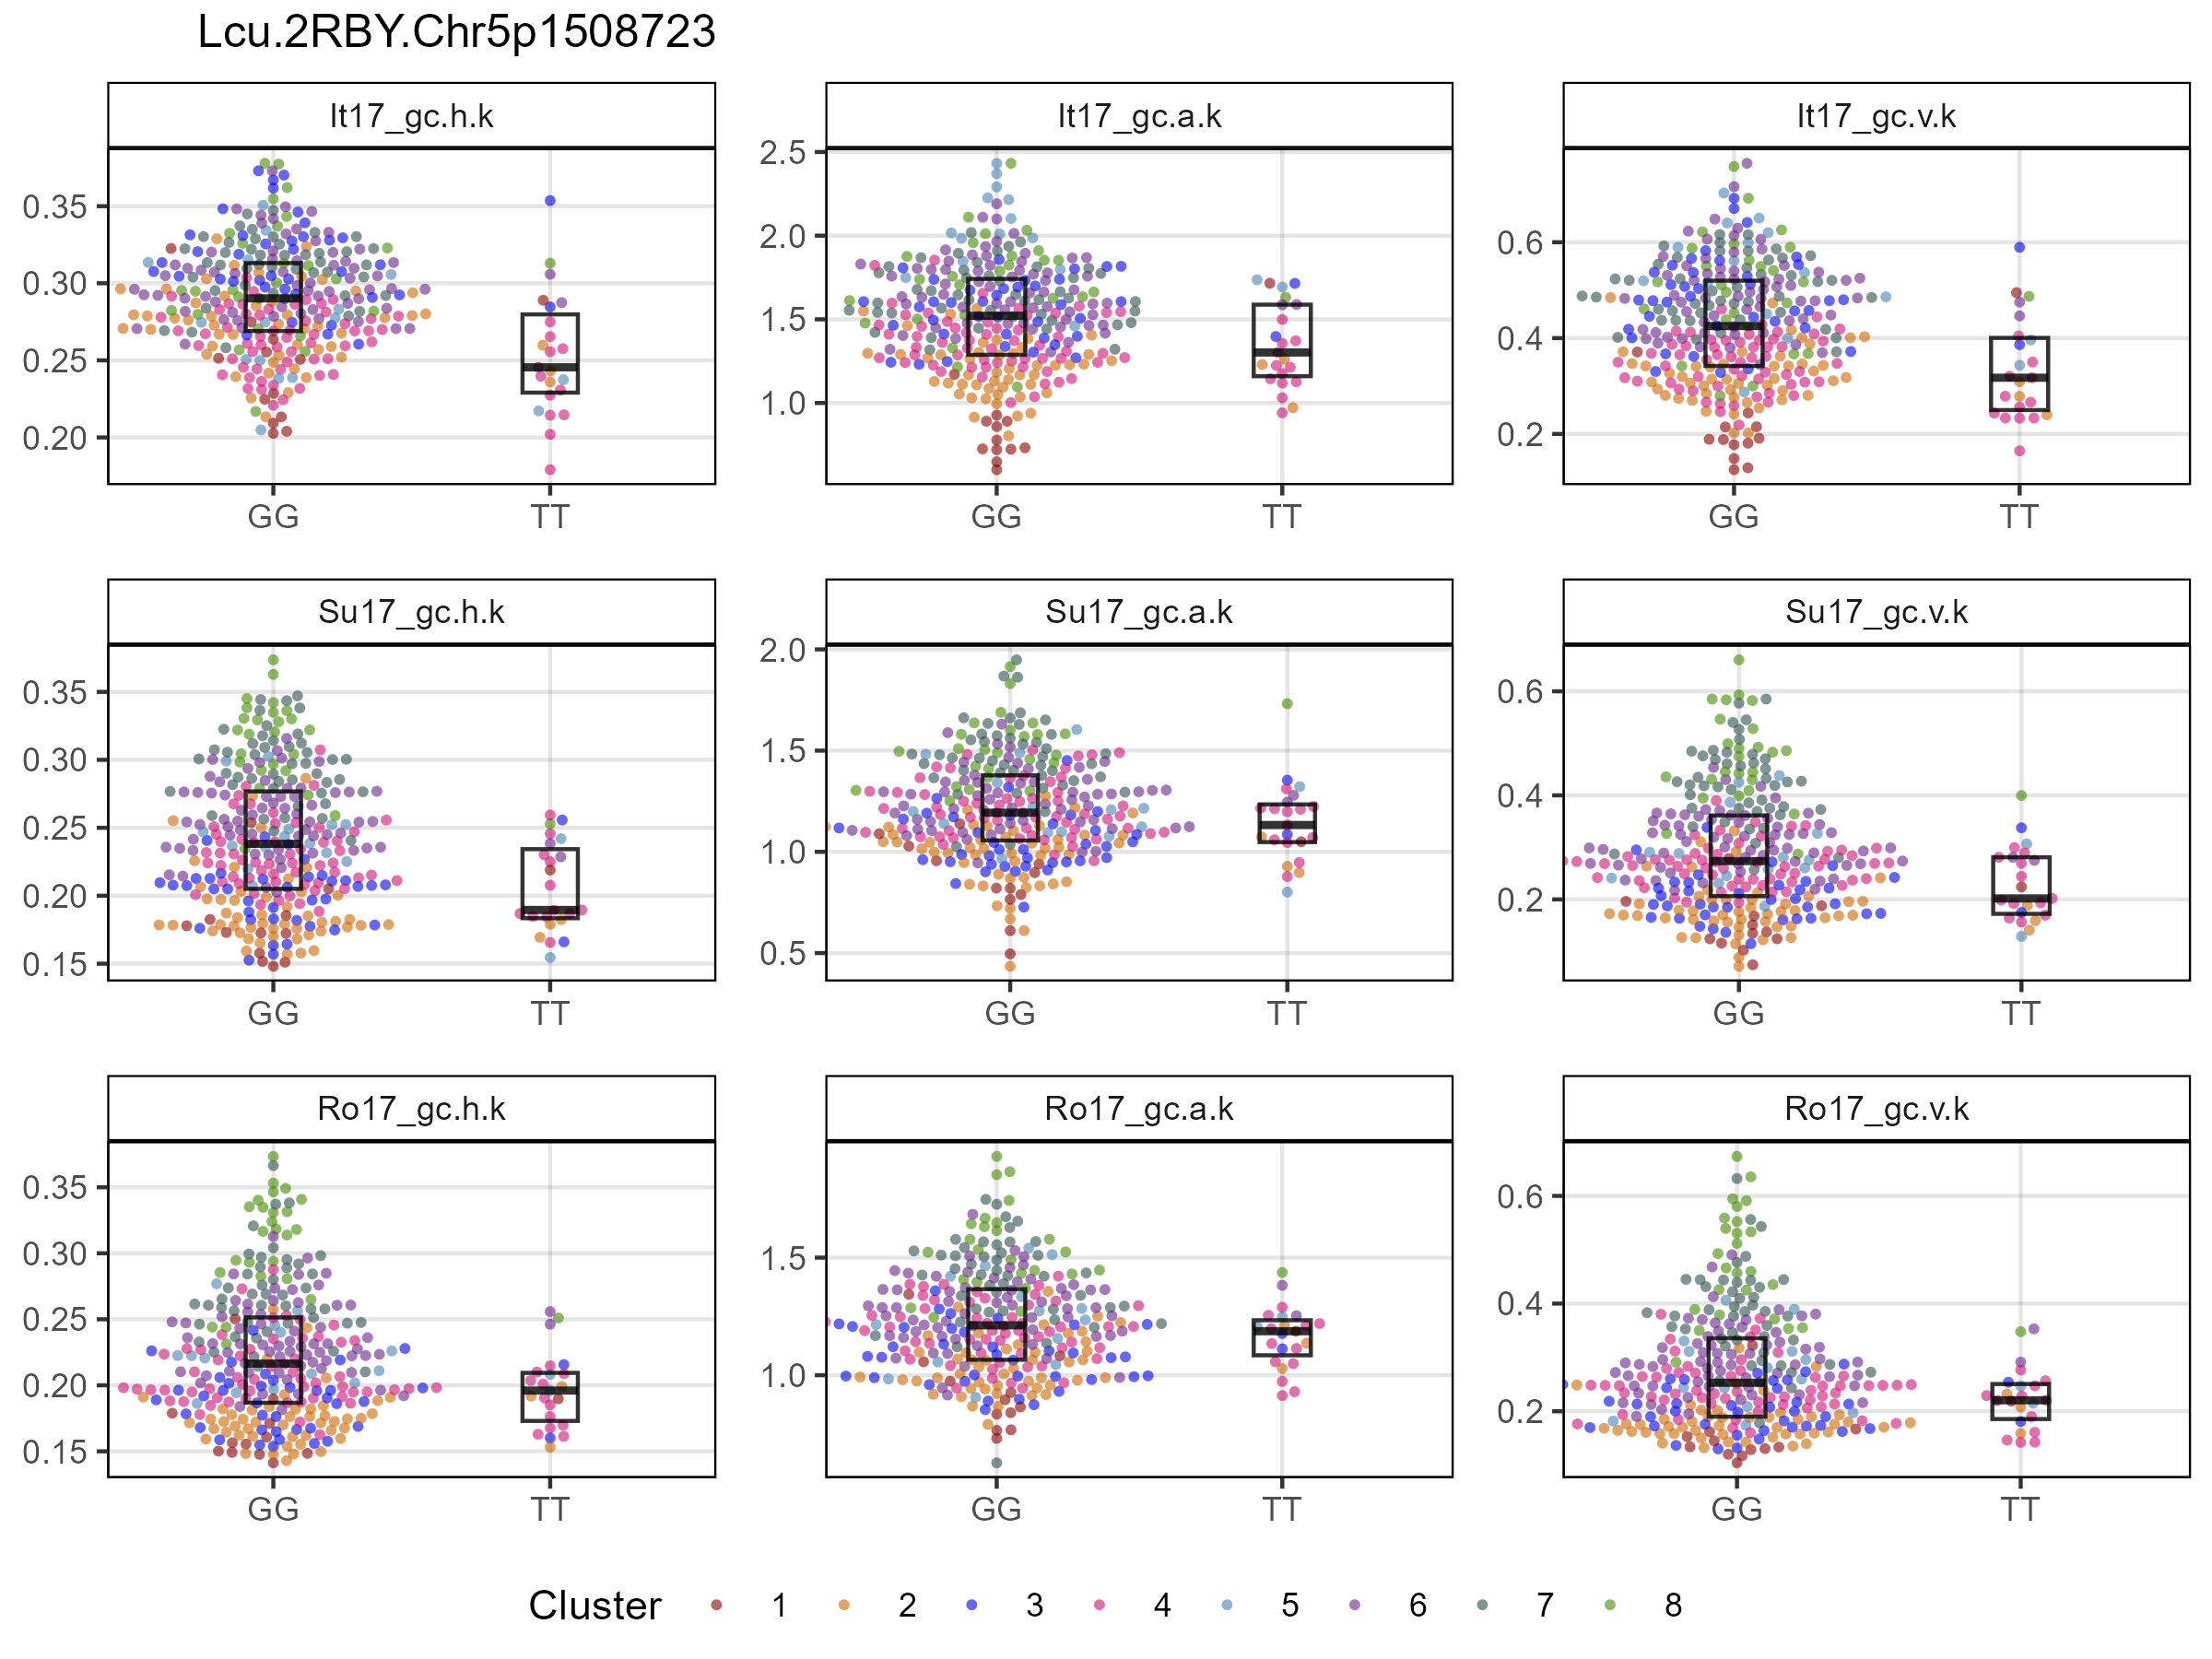 Lcu.2RBY.Chr5p1508723
It17_gc.h.k
It17_gc.a.k
It17_gc.v.k
0.35
0.30
0.25
0.20
2.5
2.0
1.5
1.0
0.6
0.4
0.2
GG TT
GG TT
GG TT
Su17_gc.h.k
Su17_gc.a.k
Su17_gc.v.k
0.35
0.30
0.25
0.20
0.15
2.0
1.5
1.0
0.5
0.6
0.4
0.2
GG TT
GG TT
GG TT
Ro17_gc.h.k
Ro17_gc.a.k
Ro17_gc.v.k
0.35
0.30
0.25
0.20
0.15
1.5
1.0
0.6
0.4
0.2
GG TT
GG TT
GG TT
Cluster 1 2 3 4 5 6 7 8